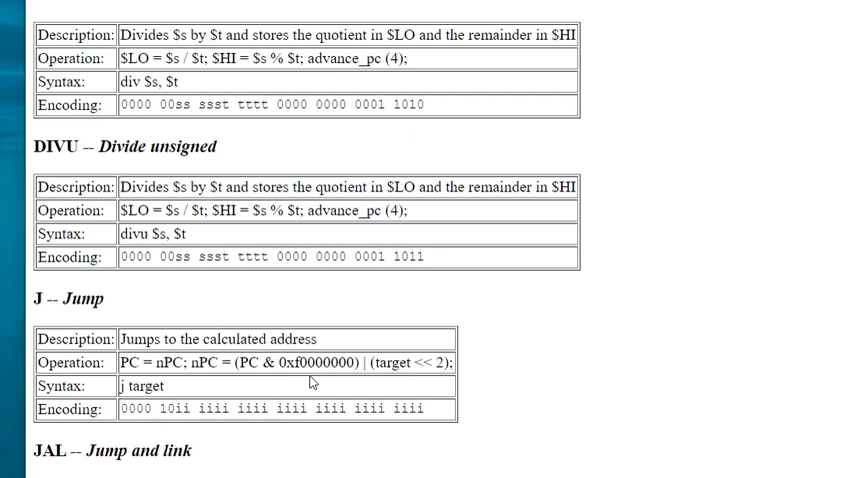 Description: Divides $s by $t and stores the quotient in $LO and the remainder in $HI
Operation: $LO = $s / $t; $HI = $s % $t; advance_pc (4);
Syntax: div $s, $t
Encoding: 0000 00ss ssst tttt 0000 0000 0001 1010
DIVU -- Divide unsigned
Description: Divides $s by $t and stores the quotient in $LO and the remainder in $HI
Operation: $LO = $s / $t; $HI = $s % $t; advance_pc (4);
Syntax: divu $s, $t
Encoding: 0000 00ss ssst tttt 0000 0000 0001 1011
J -- Jump
Description: Jumps to the calculated address
Operation: PC = nPC; nPC = (PC & 0xf0000000) | (target << 2);
Syntax: j target
Encoding: 0000 10ii iiii iiii iiii iiii iiii iiii
JAL -- Jump and link